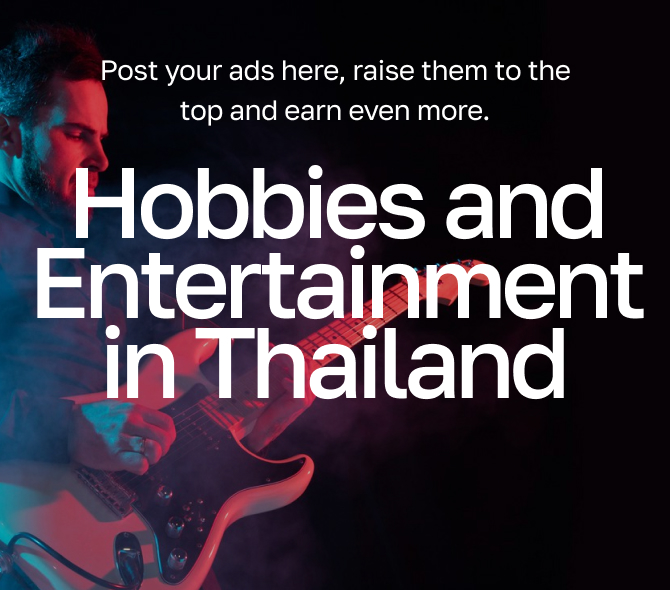 Post your ads here, raise them to the
top and earn even more.
Hobbies and
Entertainment
in Thailand